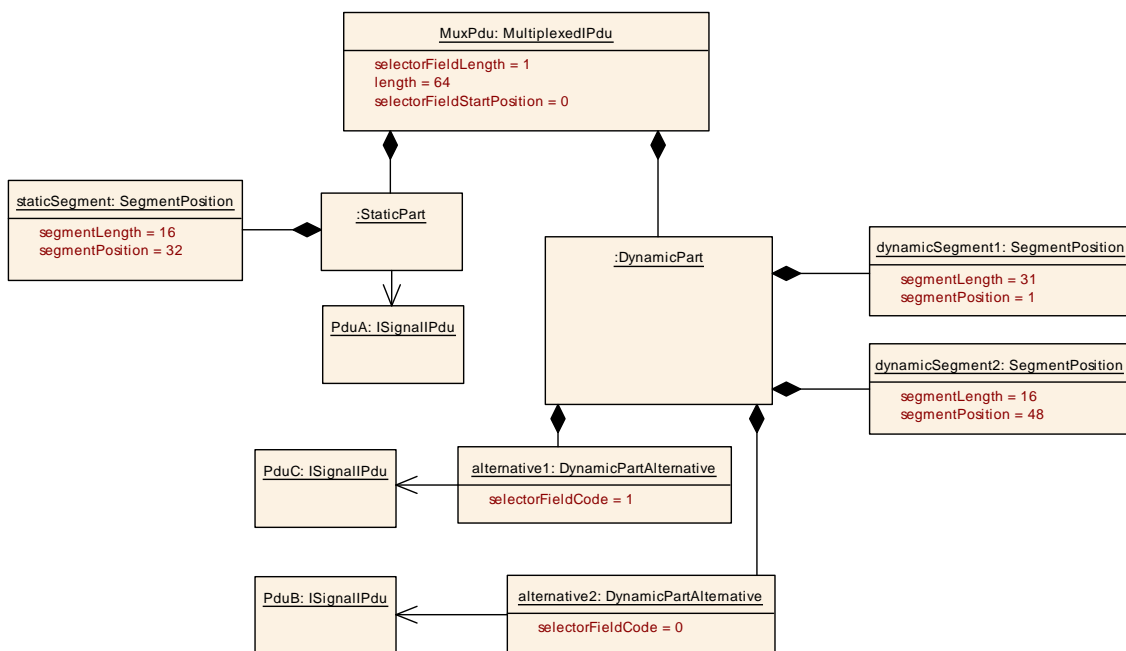 MuxPdu: MultiplexedIPdu
selectorFieldLength = 1
length = 64
selectorFieldStartPosition = 0
staticSegment: SegmentPosition
segmentLength = 16
segmentPosition = 32
:StaticPart
PduA: ISignalIPdu
:DynamicPart
dynamicSegment1: SegmentPosition
segmentLength = 31
segmentPosition = 1
dynamicSegment2: SegmentPosition
segmentLength = 16
segmentPosition = 48
PduC: ISignalIPdu
alternative1: DynamicPartAlternative
selectorFieldCode = 1
PduB: ISignalIPdu
alternative2: DynamicPartAlternative
selectorFieldCode = 0